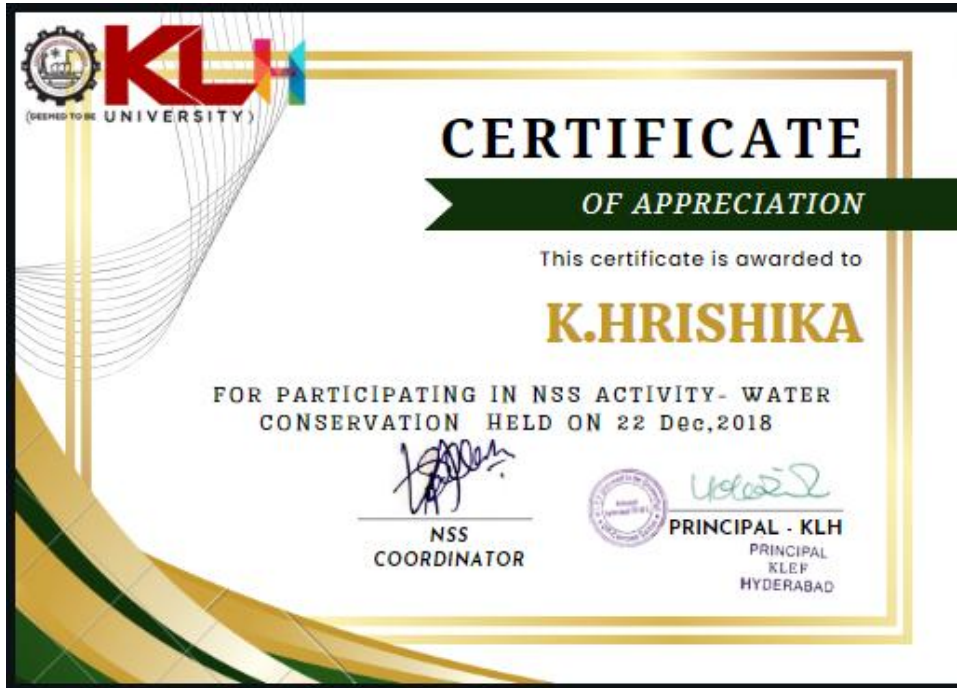 KLH
(DEEMED TO BE UNIVERSITY)
CERTIFICATE
OF APPRECIATION
This certificate is awarded to
K.HRISHIKA
FOR PARTICIPATING IN NSS ACTIVITY- WATER
CONSERVATION HELD ON 22 Dec,2018
NSS
COORDINATOR
PRINCIPAL - KLH
PRINCIPAL
KLEF
HYDERABAD